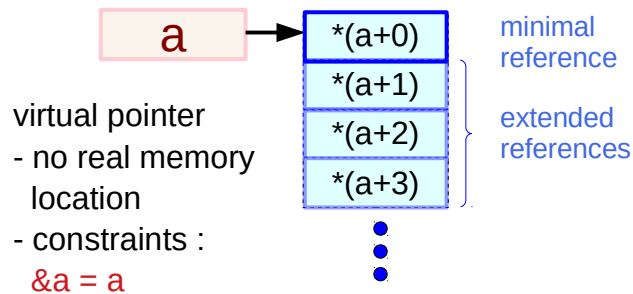 a
*(a+0)
*(a+1)
*(a+2)
*(a+3)
minimal
reference
extended
references
virtual pointer
- no real memory
location
- constraints :
&a = a